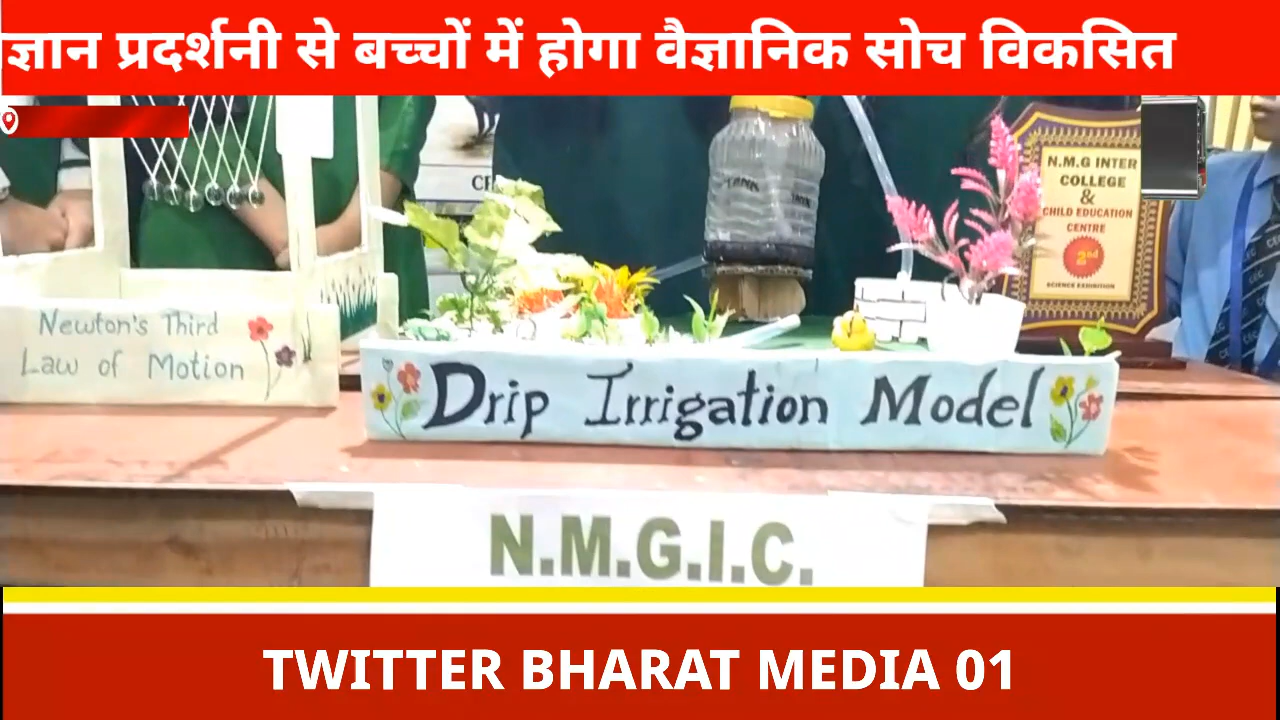 ज्ञान प्रदर्शनी से बच्चों में होगा वैज्ञानिक सोच विकसित
N.M.G INTER
COLLEGE
&
CHILD EDUCATION
CENTRE
2nd
SCIENCE EXHIBITION
TANK
Newton's Third
Law of Motion
Drip Irrigation Model
N.M.G.I.C.
TWITTER BHARAT MEDIA 01